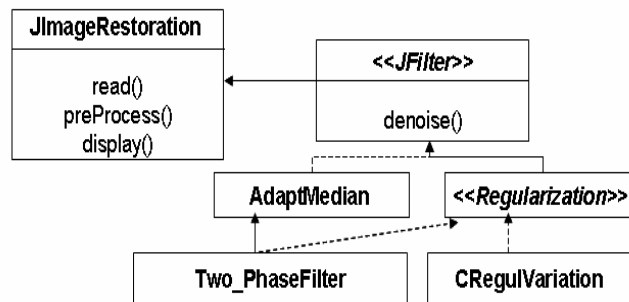 JImageRestoration
read()
preProcess()
display()
<<JFilter>>
denoise()
AdaptMedian
<<Regularization>>
Two_PhaseFilter
CRegulVariation